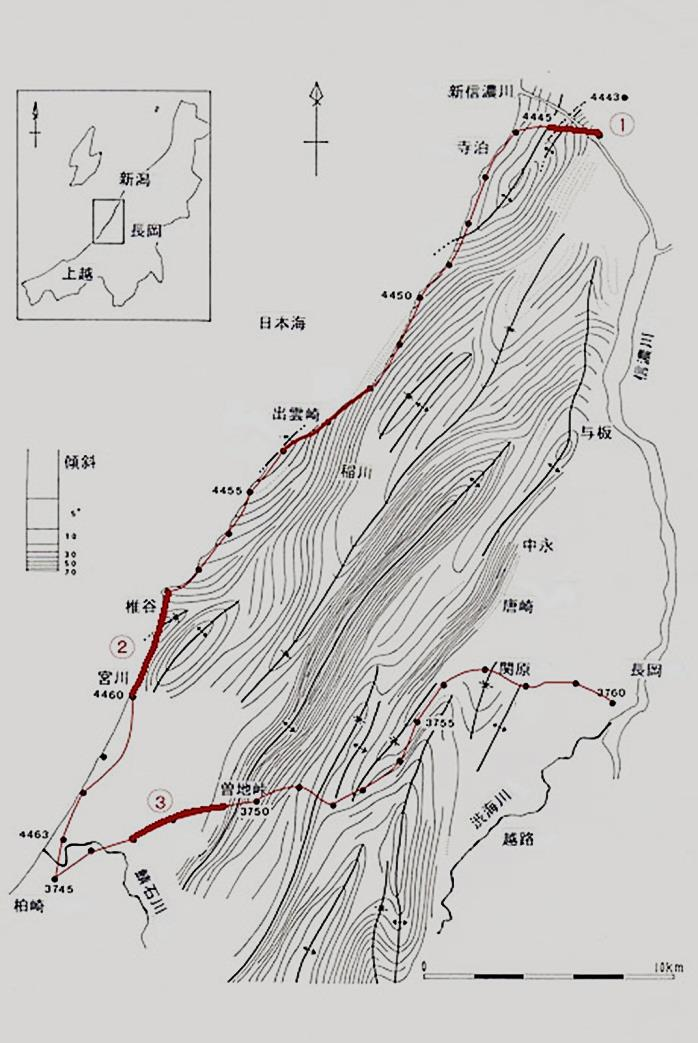 新信濃川
4443
4445
①
寺泊
新潟
長岡
上越
4450
日本海
信濃川
出雲崎
与板
傾斜
5°
10
30
50
70
稲川
4455
中永
椎谷
唐崎
②
宮川
4460
関原
長岡
3760
3755
③
曽地峠
3750
渋海川
越路
4463
3745
鯖石川
柏崎
0
10km